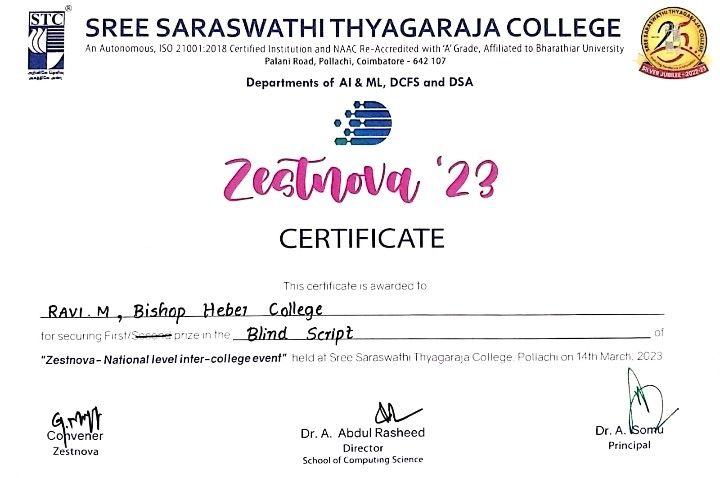 STC
SREE SARASWATHI THYAGARAJA COLLEGE
An Autonomous, ISO 21001:2018 Certified Institution and NAAC Re-Accredited with 'A' Grade, Affiliated to Bharathiar University
Palani Road, Pollachi, Coimbatore - 642 107
SREE SARASWATHI THYAGARAJA COLLEGE
25
SILVER JUBILEE - 2022-23
Departments of AI & ML, DCFS and DSA
Zestnova '23
CERTIFICATE
This certificate is awarded to
RAVI.M, Bishop Heber College
for securing First/Second prize in the Blind Script of
"Zestnova- National level inter-college event" held at Sree Saraswathi Thyagaraja College, Pollachi on 14th March, 2023
Convener
Zestnova
Dr. A. Abdul Rasheed
Director
School of Computing Science
Dr. A. Somu
Principal